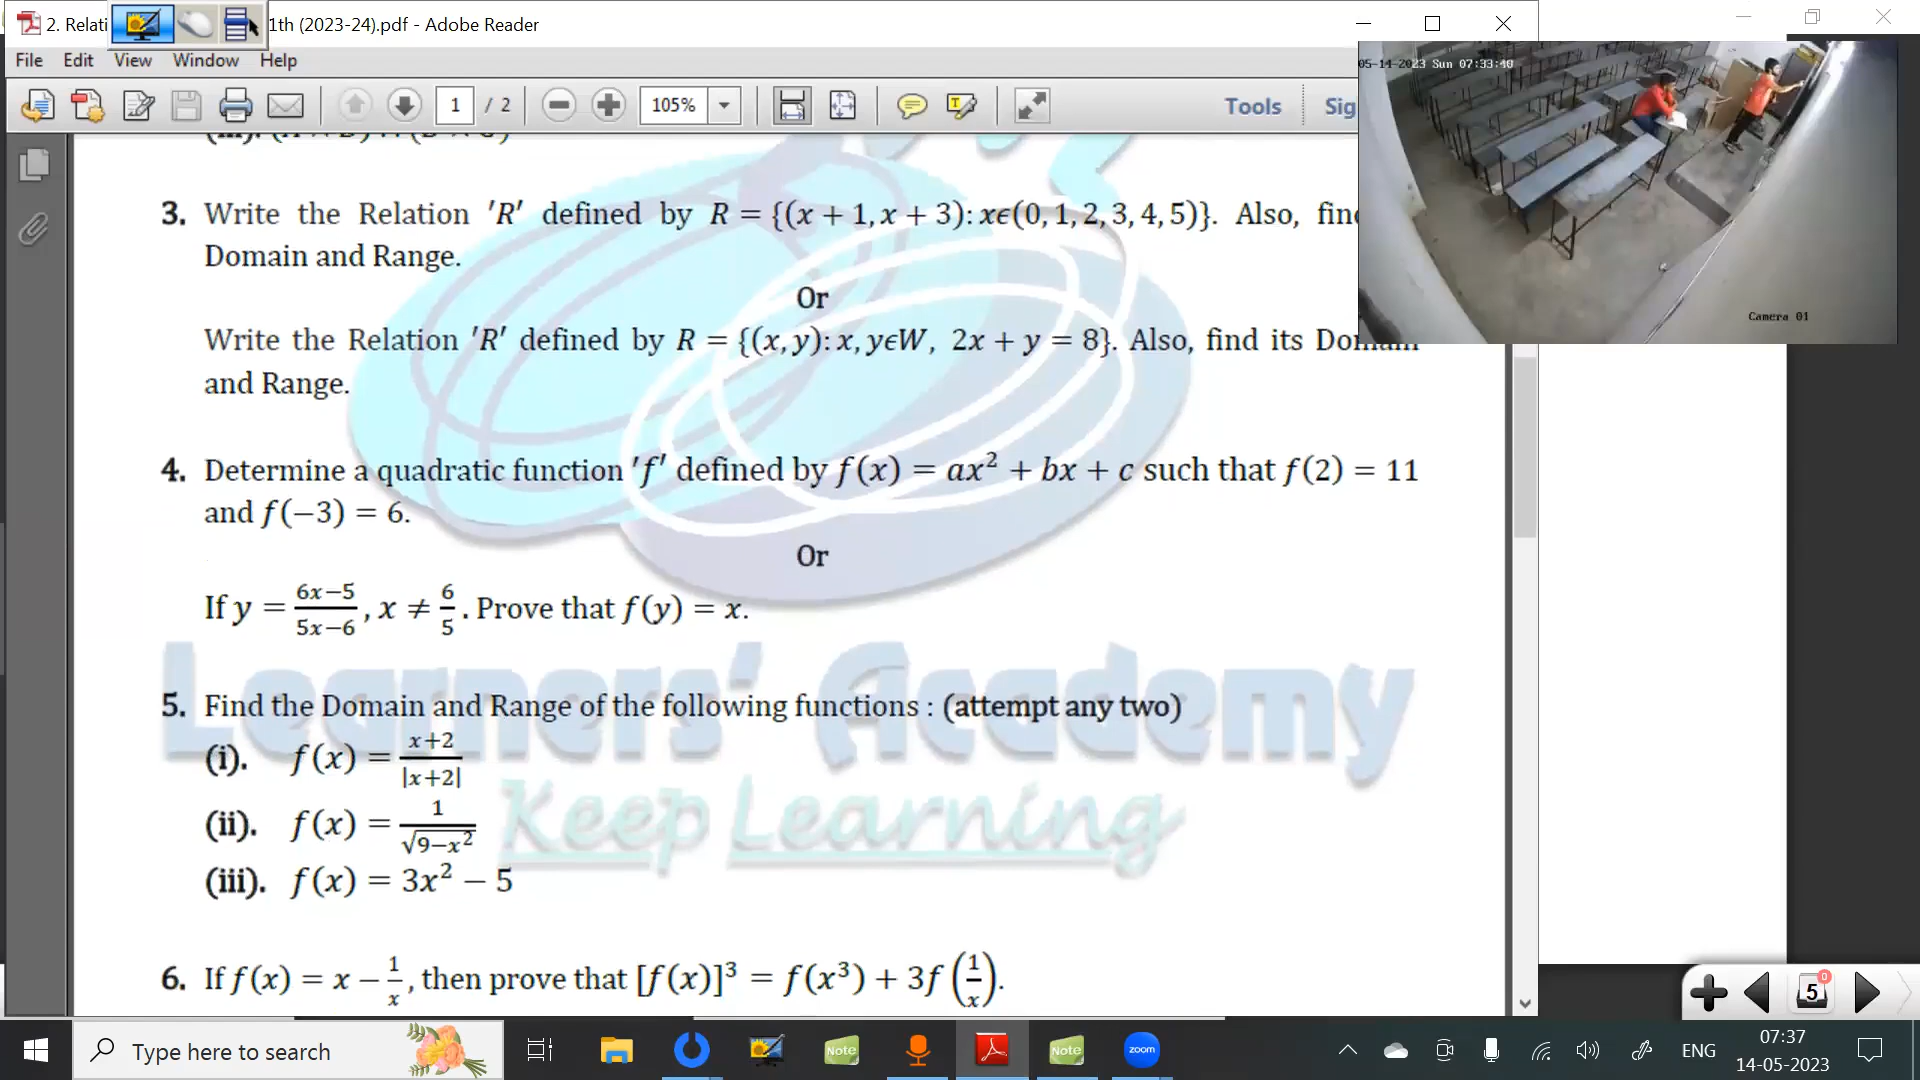 2. Relati
1th (2023-24).pdf - Adobe Reader
File Edit View Window Help
1 / 2
105%
Tools
Sig
05-14-2023 Sun 07:33:40
Camera 01
3. Write the Relation ′R′ defined by R = {(x + 1, x + 3): xϵ(0, 1, 2, 3, 4, 5)}. Also, find
Domain and Range.
Or
Write the Relation ′R′ defined by R = {(x, y): x, yϵW, 2x + y = 8}. Also, find its Domain
and Range.
4. Determine a quadratic function ′f′ defined by f(x) = ax² + bx + c such that f(2) = 11
and f(−3) = 6.
Or
If y = (6x−5)/(5x−6), x ≠ 6/5. Prove that f(y) = x.
Learners' Academy
Keep Learning
5. Find the Domain and Range of the following functions : (attempt any two)
(i). f(x) = (x+2)/|x+2|
(ii). f(x) = 1/√(9−x²)
(iii). f(x) = 3x² − 5
6. If f(x) = x − 1/x, then prove that [f(x)]³ = f(x³) + 3f(1/x).
5
0
Type here to search
Note
Note
zoom
ENG
07:37
14-05-2023